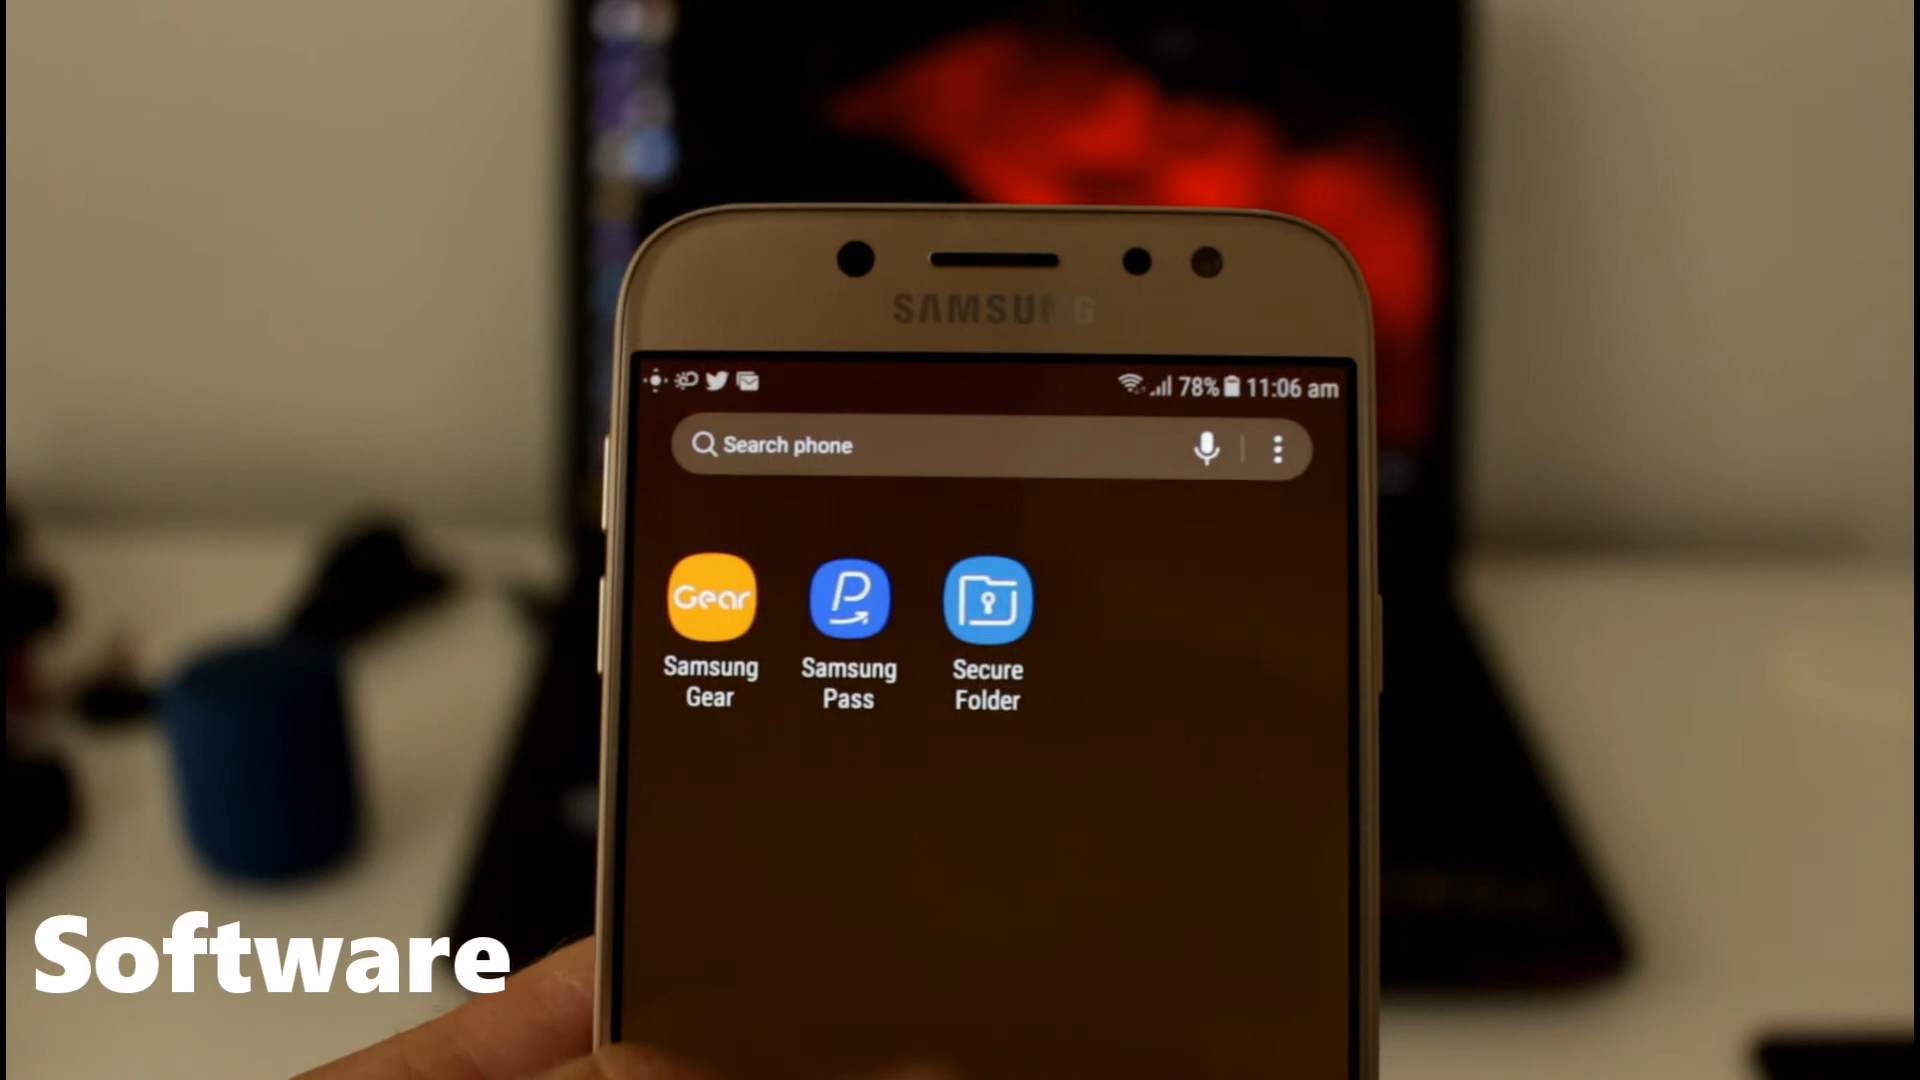 SAMSUNG
78% 11:06 am
Search phone
Gear
Samsung Gear
Samsung Pass
Secure Folder
Software